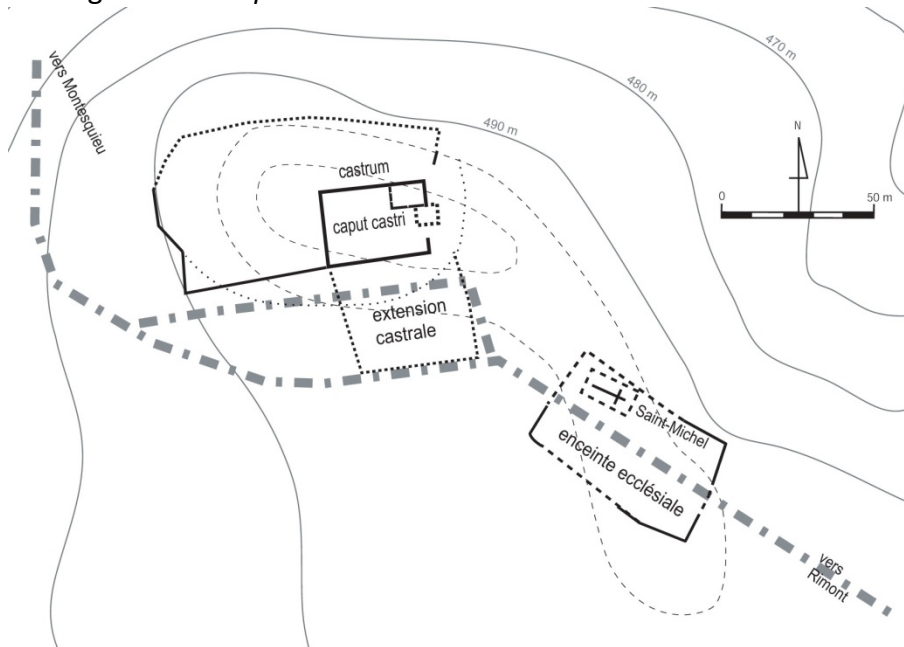 vers Montesquieu
470 m
480 m
490 m
castrum
caput castri
N
0
50 m
extension
castrale
Saint-Michel
enceinte ecclésiale
vers
Rimont